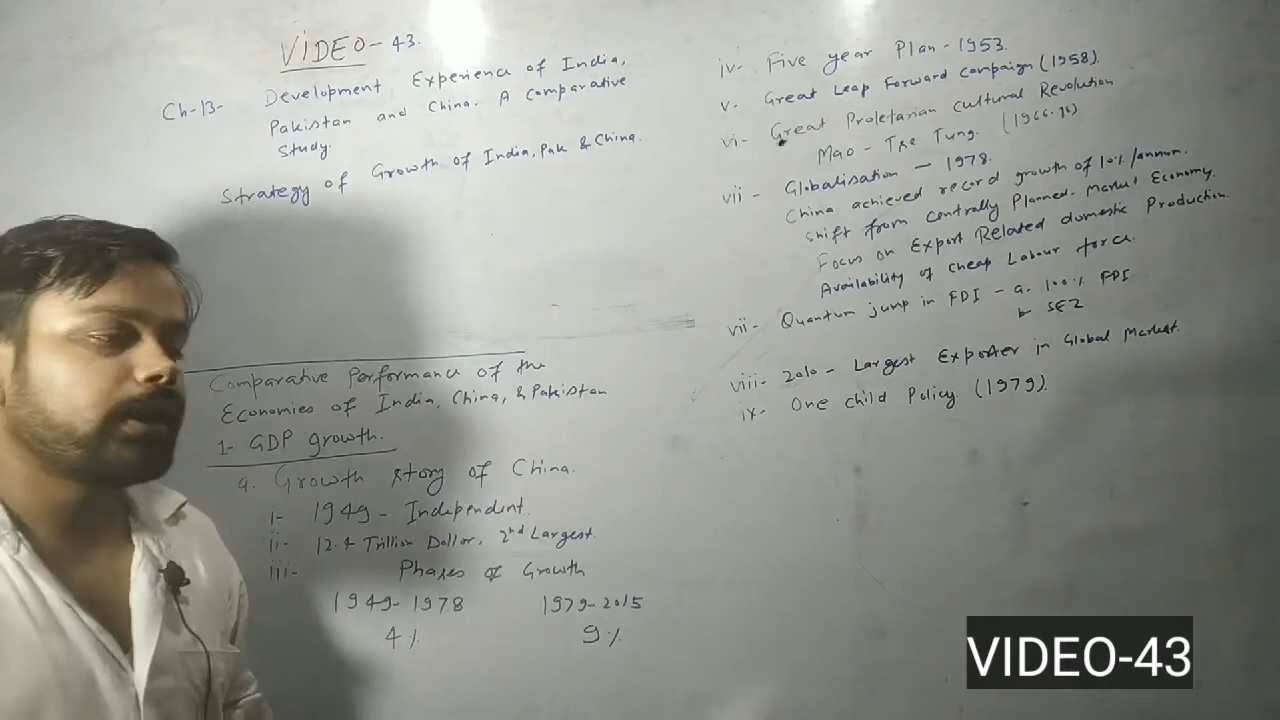 VIDEO-43.
Ch-13- Development Experience of India,
Pakistan and China. A Comparative
Study.
Strategy of Growth of India, Pak & China.
Comparative Performance of the
Economies of India, China, & Pakistan
1- GDP growth.
a. Growth story of China.
i- 1949- Independent.
ii- 12.4 Trillion Dollar. 2nd Largest.
iii- Phases of Growth
1949-1978 1979-2015
4% 9%
iv- Five year Plan - 1953.
v. Great Leap Forward Campaign (1958).
vi- Great Proletarian Cultural Revolution
Mao - Tse Tung. (1966-76)
vii- Globalisation - 1978.
China achieved record growth of 10% /annum.
Shift from centrally Planned- Market Economy.
Focus on Export Related domestic Production.
Availability of cheap Labour force.
vii- Quantum jump in FDI - a. 100% FDI
b- SEZ
viii- 2010- Largest Exporter in Global Market.
ix- One child Policy. (1979).
VIDEO-43